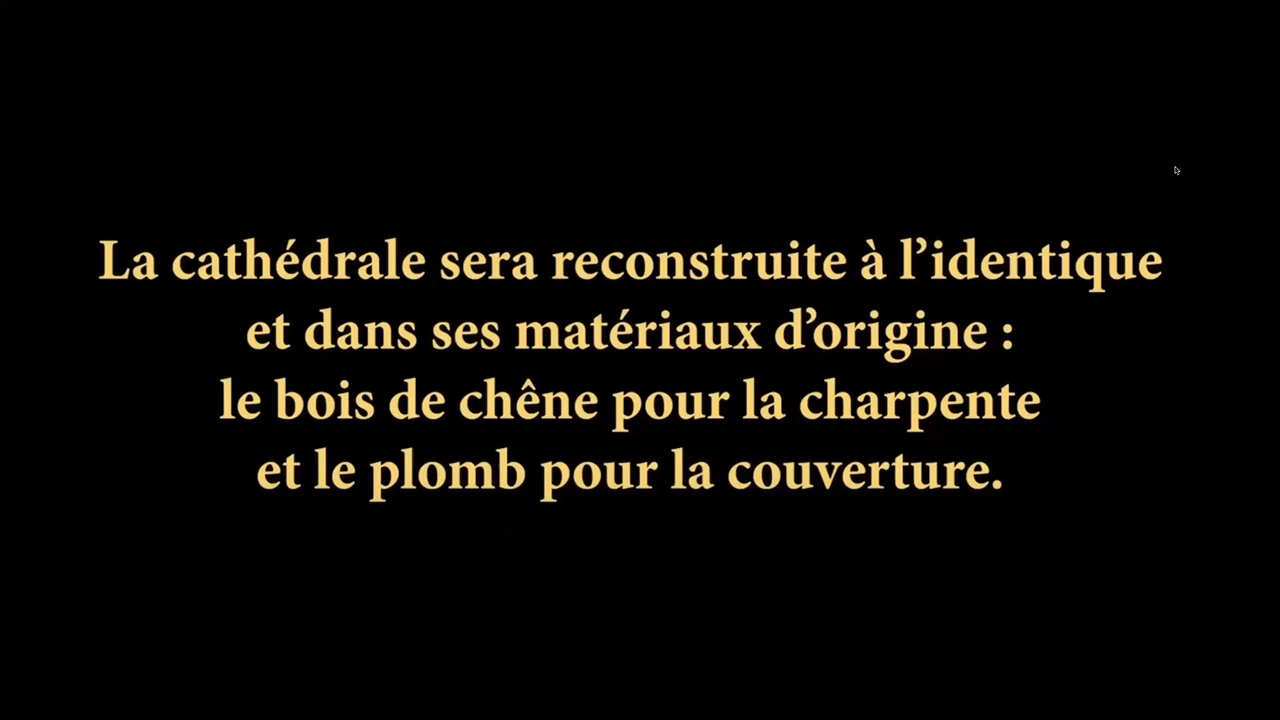 La cathédrale sera reconstruite à l’identique
et dans ses matériaux d’origine :
le bois de chêne pour la charpente
et le plomb pour la couverture.